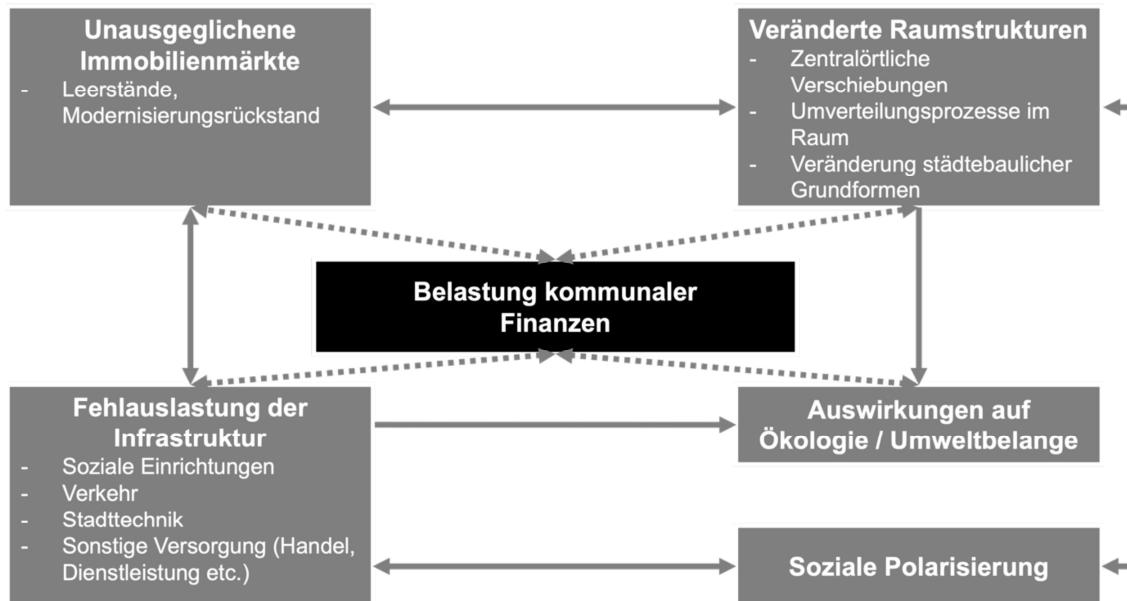 Unausgeglichene
Immobilienmärkte
- Leerstände,
Modernisierungsrückstand
Veränderte Raumstrukturen
- Zentralörtliche
Verschiebungen
- Umverteilungsprozesse im
Raum
- Veränderung städtebaulicher
Grundformen
Belastung kommunaler
Finanzen
Fehlauslastung der
Infrastruktur
- Soziale Einrichtungen
- Verkehr
- Stadttechnik
- Sonstige Versorgung (Handel,
Dienstleistung etc.)
Auswirkungen auf
Ökologie / Umweltbelange
Soziale Polarisierung